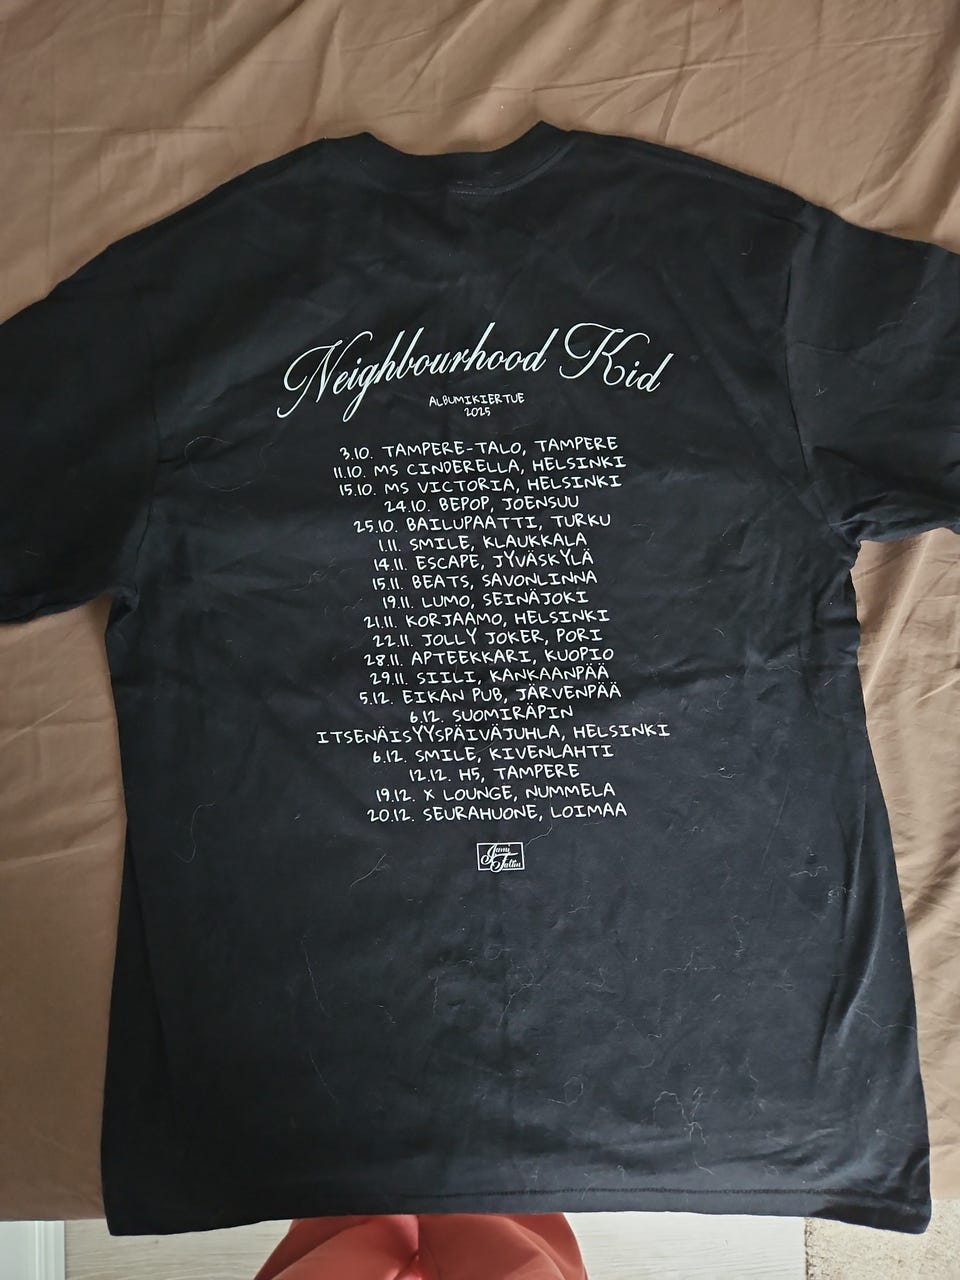 Neighbourhood Kid
ALBUMIKIERTUE
2025
3.10. TAMPERE-TALO, TAMPERE
11.10. MS CINDERELLA, HELSINKI
15.10. MS VICTORIA, HELSINKI
24.10. BEPOP, JOENSUU
25.10. BAILUPAATTI, TURKU
1.11. SMILE, KLAUKKALA
14.11. ESCAPE, JYVÄSKYLÄ
15.11. BEATS, SAVONLINNA
19.11. LUMO, SEINÄJOKI
21.11. KORJAAMO, HELSINKI
22.11. JOLLY JOKER, PORI
28.11. APTEEKKARI, KUOPIO
29.11. SIILI, KANKAANPÄÄ
5.12. EIKAN PUB, JÄRVENPÄÄ
6.12. SUOMIRÄPIN
ITSENÄISYYSPÄIVÄJUHLA, HELSINKI
6.12. SMILE, KIVENLAHTI
12.12. H5, TAMPERE
19.12. X LOUNGE, NUMMELA
20.12. SEURAHUONE, LOIMAA